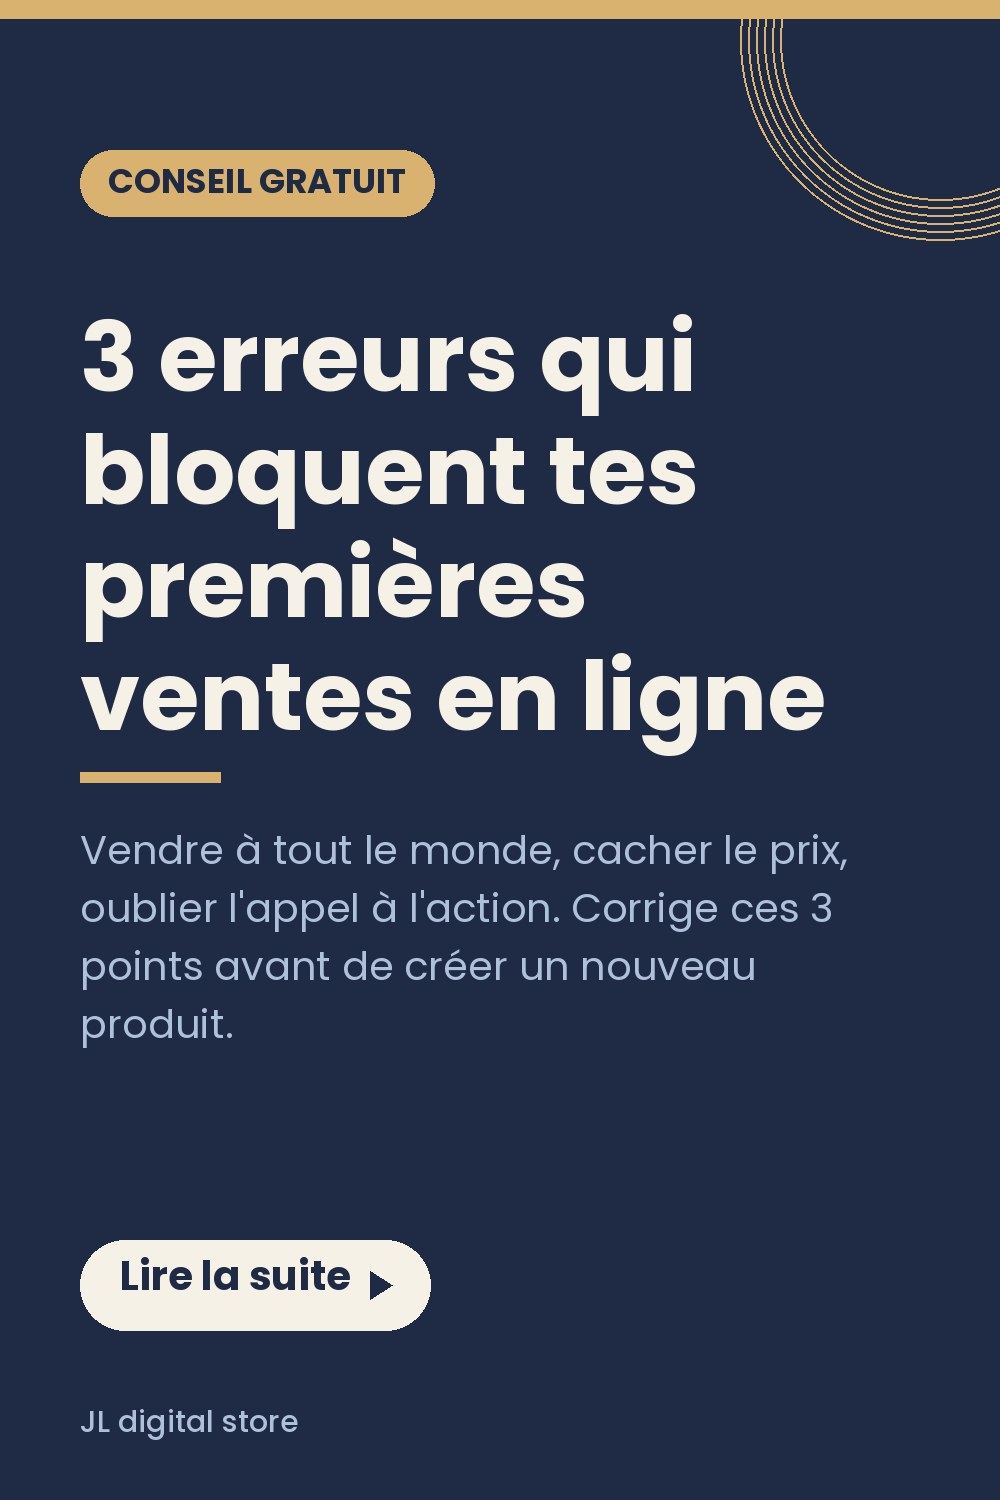 CONSEIL GRATUIT
3 erreurs qui
bloquent tes
premières
ventes en ligne
Vendre à tout le monde, cacher le prix,
oublier l'appel à l'action. Corrige ces 3
points avant de créer un nouveau
produit.
Lire la suite
JL digital store